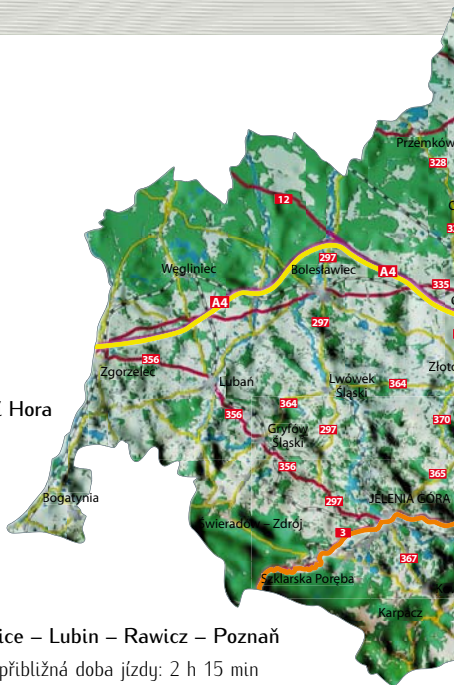 Przemków
328
12
297
Bolesławiec
Węgliniec
A4
A4
335
297
356
Zgorzelec
Lubań
Lwówek
Śląski
364
364
356
370
Gryfów
Śląski
297
Hora
356
365
297
JELENIA GÓRA
Bogatynia
Świeradów – Zdrój
3
367
Szklarska Poręba
Karpacz
ice – Lubin – Rawicz – Poznaň
přibližná doba jízdy: 2 h 15 min